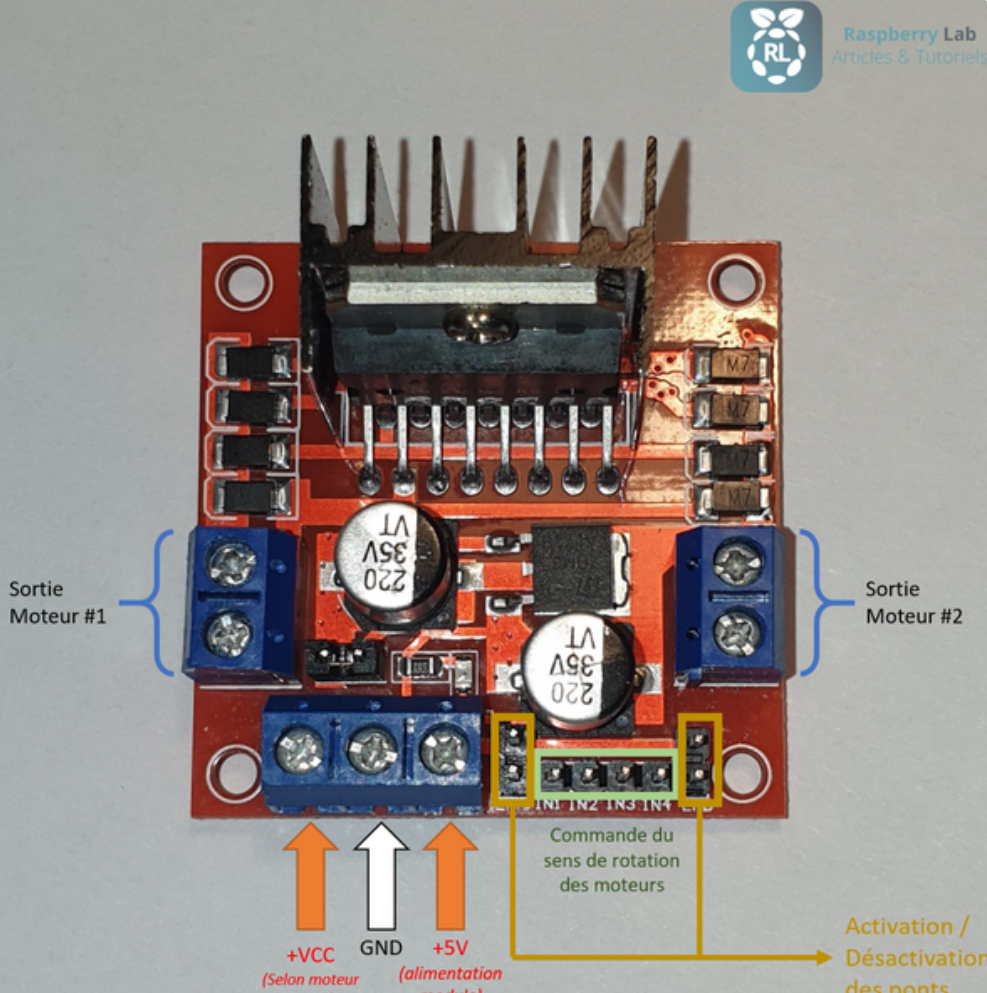 RL
Raspberry Lab
Articles & Tutoriels
M7
M7
M7
M7
220
35V
VT
220
35V
VT
Sortie
Moteur #1
Sortie
Moteur #2
IN1 IN2 IN3 IN4
Commande du
sens de rotation
des moteurs
+VCC
(Selon moteur
GND
+5V
(alimentation
Activation /
Désactivation
des ponts